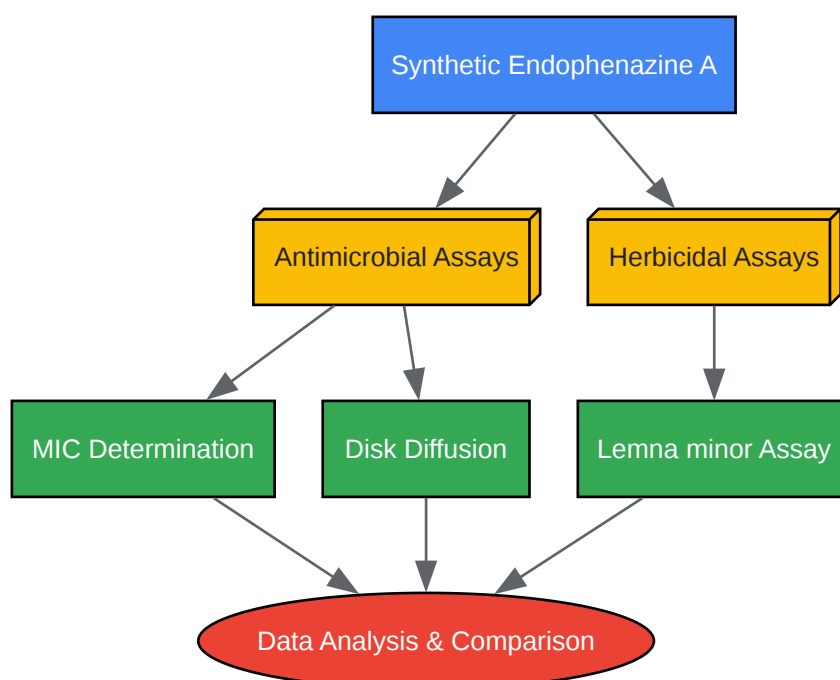 Synthetic Endophenazine A
Antimicrobial Assays
Herbicidal Assays
MIC Determination
Disk Diffusion
Lemna minor Assay
Data Analysis & Comparison